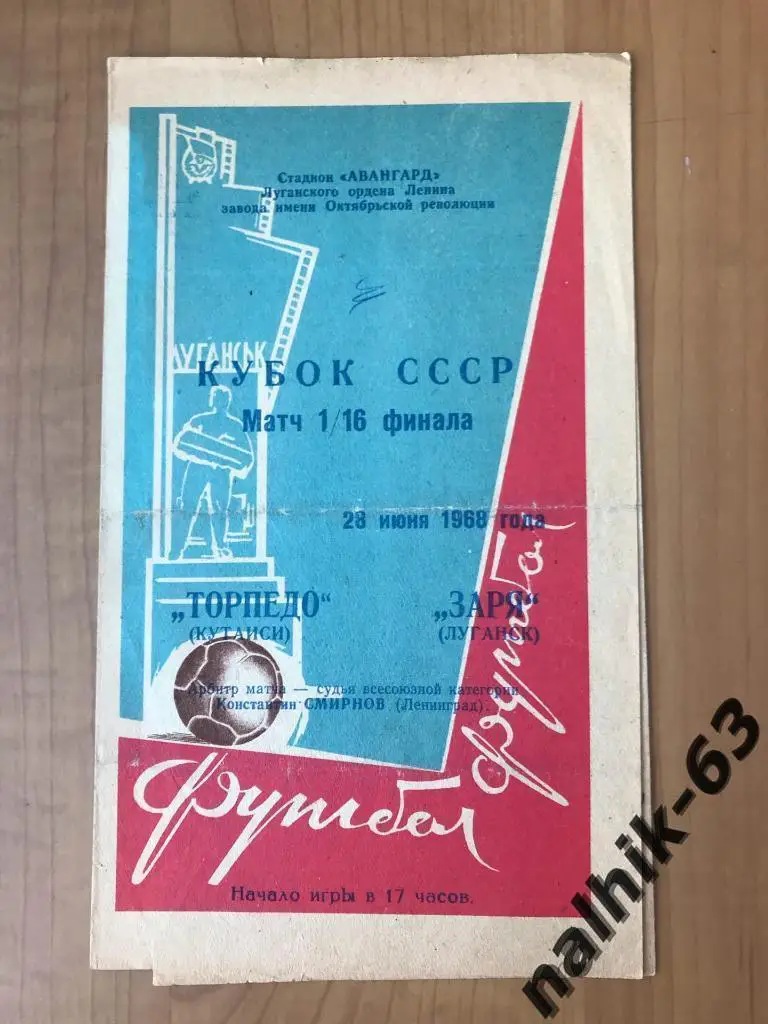 Стадион «АВАНГАРД»
Луганского ордена Ленина
завода имени Октябрьской революции
ЛУГАНСЬК
КУБОК СССР
Матч 1/16 финала
28 июня 1968 года
„ТОРПЕДО“ „ЗАРЯ“
(КУТАИСИ) (ЛУГАНСК)
Арбитр матча — судья всесоюзной категории
Константин СМИРНОВ (Ленинград).
Футбол
Футбол
Начало игры в 17 часов.
nalhik-63